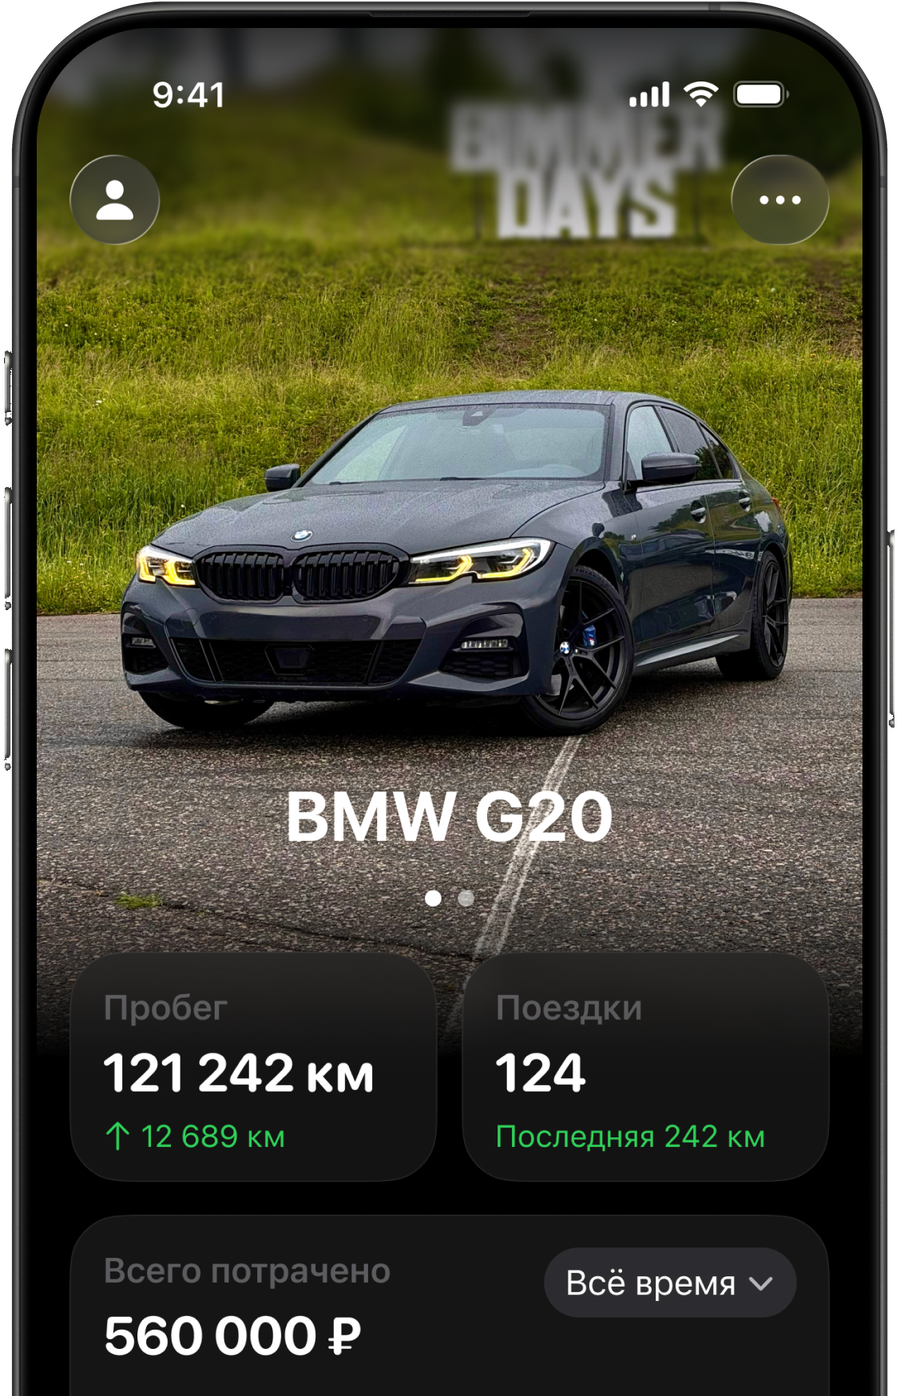 9:41
BIMMER
DAYS
BMW G20
Пробег
121 242 км
↑ 12 689 км
Поездки
124
Последняя 242 км
Всего потрачено
560 000 ₽
Всё время